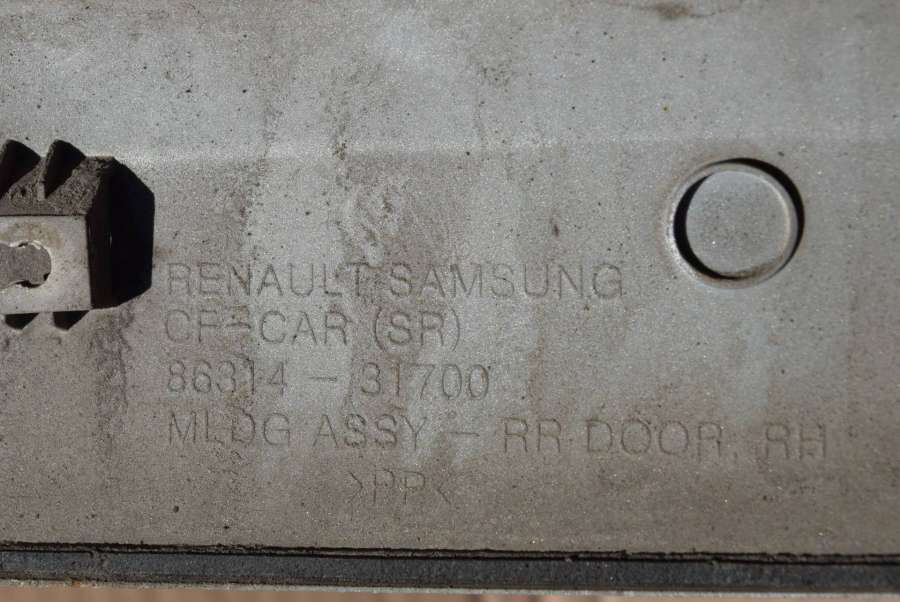 RENAULT SAMSUNG
CF-CAR (SR)
86314 - 31700
MLDG ASSY - RR DOOR, RH
>PP<